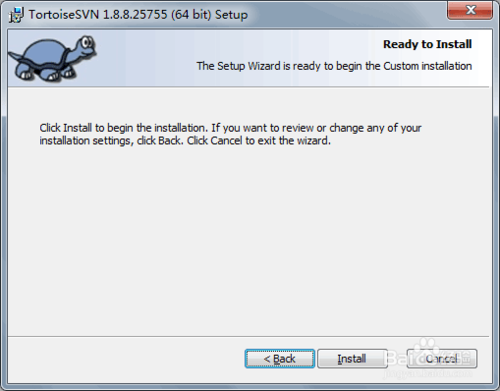 TortoiseSVN 1.8.8.25755 (64 bit) Setup
Ready to Install
The Setup Wizard is ready to begin the Custom installation
Click Install to begin the installation. If you want to review or change any of your
installation settings, click Back. Click Cancel to exit the wizard.
< Back
Install
Cancel